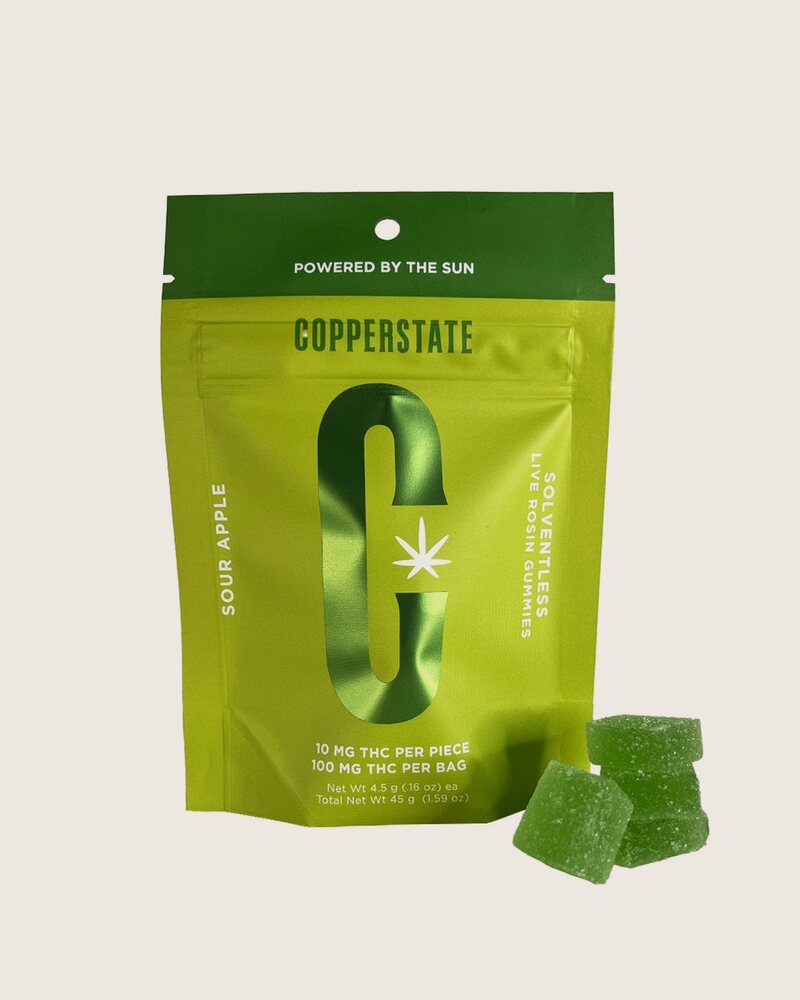 POWERED BY THE SUN
COPPERSTATE
SOUR APPLE
SOLVENTLESS
LIVE ROSIN GUMMIES
10 MG THC PER PIECE
100 MG THC PER BAG
Net Wt 4.5 g (.16 oz) ea
Total Net Wt 45 g (1.59 oz)